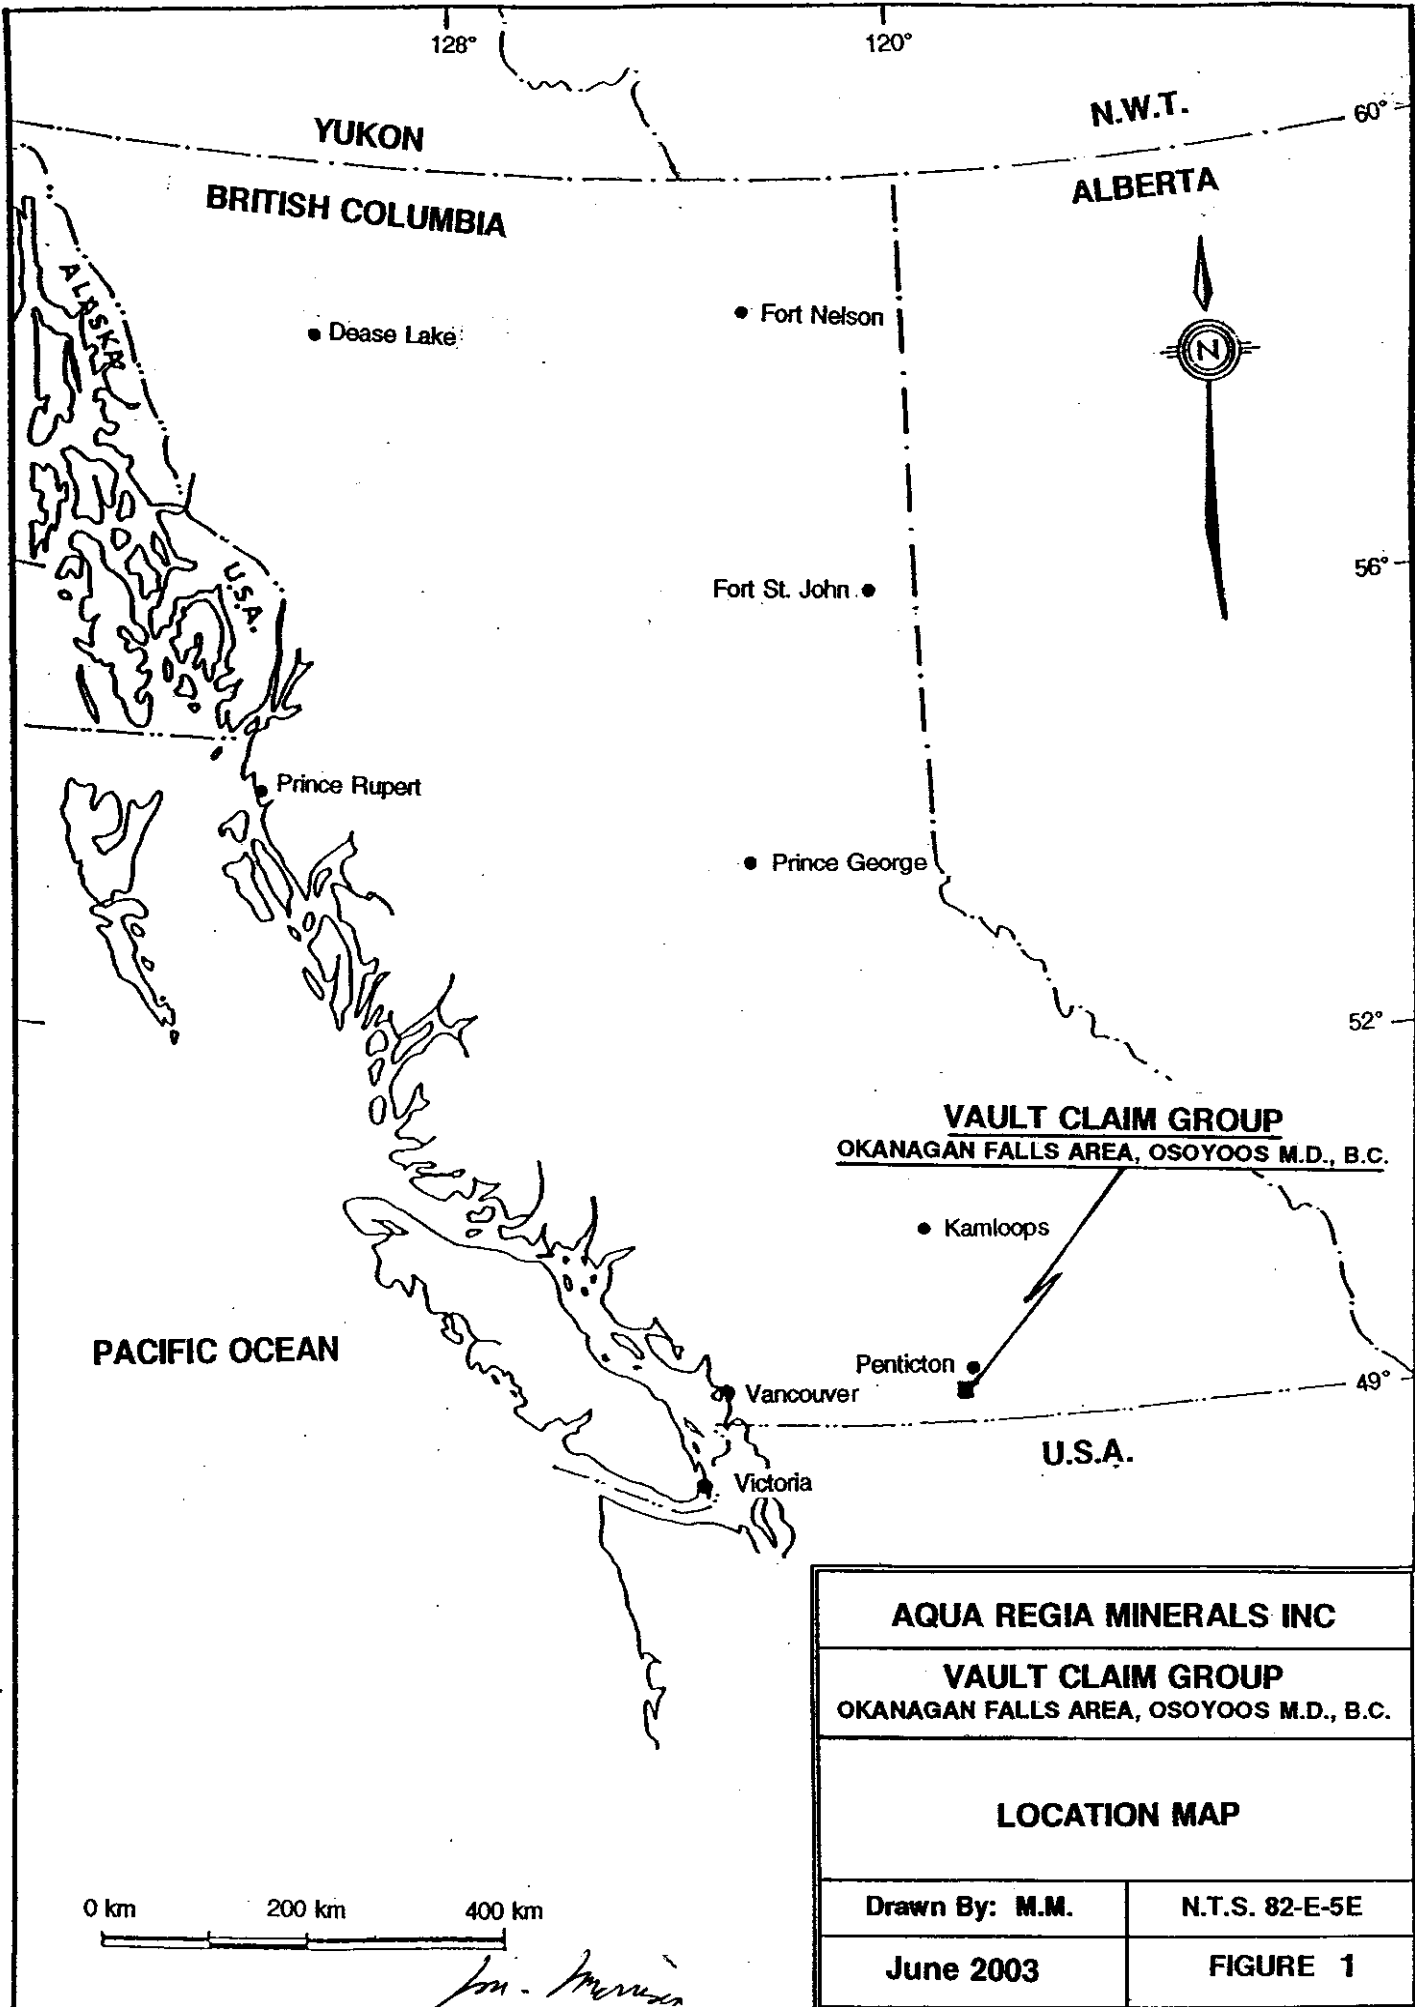 128°
120°
YUKON
N.W.T.
60°
BRITISH COLUMBIA
ALBERTA
ALASKA
Dease Lake
Fort Nelson
N
U.S.A.
Fort St. John
56°
Prince Rupert
Prince George
52°
VAULT CLAIM GROUP
OKANAGAN FALLS AREA, OSOYOOS M.D., B.C.
Kamloops
PACIFIC OCEAN
Penticton
Vancouver
49°
U.S.A.
Victoria
AQUA REGIA MINERALS INC
VAULT CLAIM GROUP
OKANAGAN FALLS AREA, OSOYOOS M.D., B.C.
LOCATION MAP
0 km 200 km 400 km
Drawn By: M.M.
N.T.S. 82-E-5E
June 2003
FIGURE 1